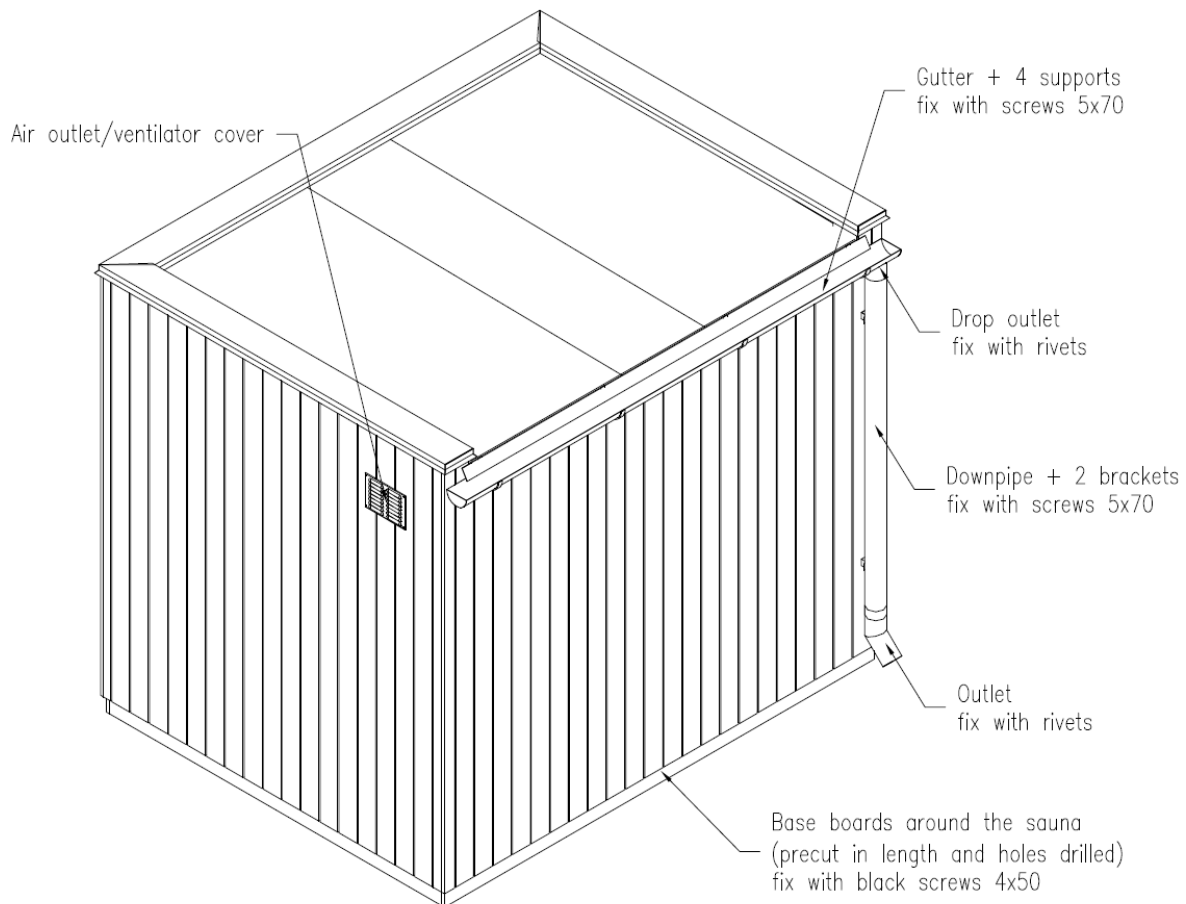 Gutter + 4 supports
fix with screws 5x70
Air outlet/ventilator cover
Drop outlet
fix with rivets
Downpipe + 2 brackets
fix with screws 5x70
Outlet
fix with rivets
Base boards around the sauna
(precut in length and holes drilled)
fix with black screws 4x50